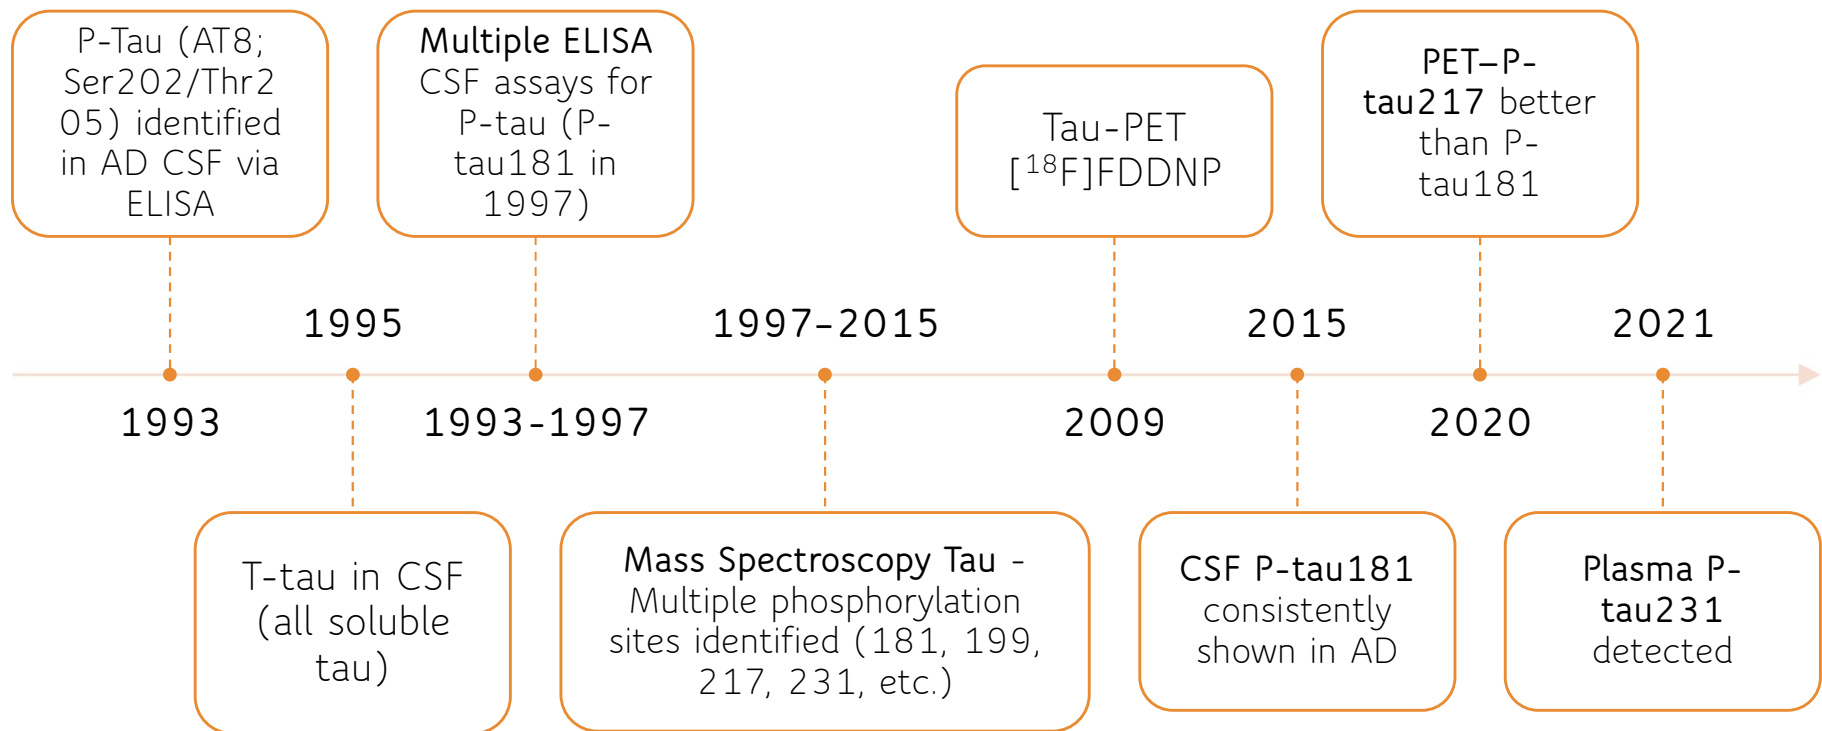 P-Tau (AT8;
Ser202/Thr2
05) identified
in AD CSF via
ELISA
Multiple ELISA
CSF assays for
P-tau (P-
tau181 in
1997)
Tau-PET
[¹⁸F]FDDNP
PET–P-
tau217 better
than P-
tau181
1995
1997–2015
2015
2021
1993
1993-1997
2009
2020
T-tau in CSF
(all soluble
tau)
Mass Spectroscopy Tau -
Multiple phosphorylation
sites identified (181, 199,
217, 231, etc.)
CSF P-tau181
consistently
shown in AD
Plasma P-
tau231
detected